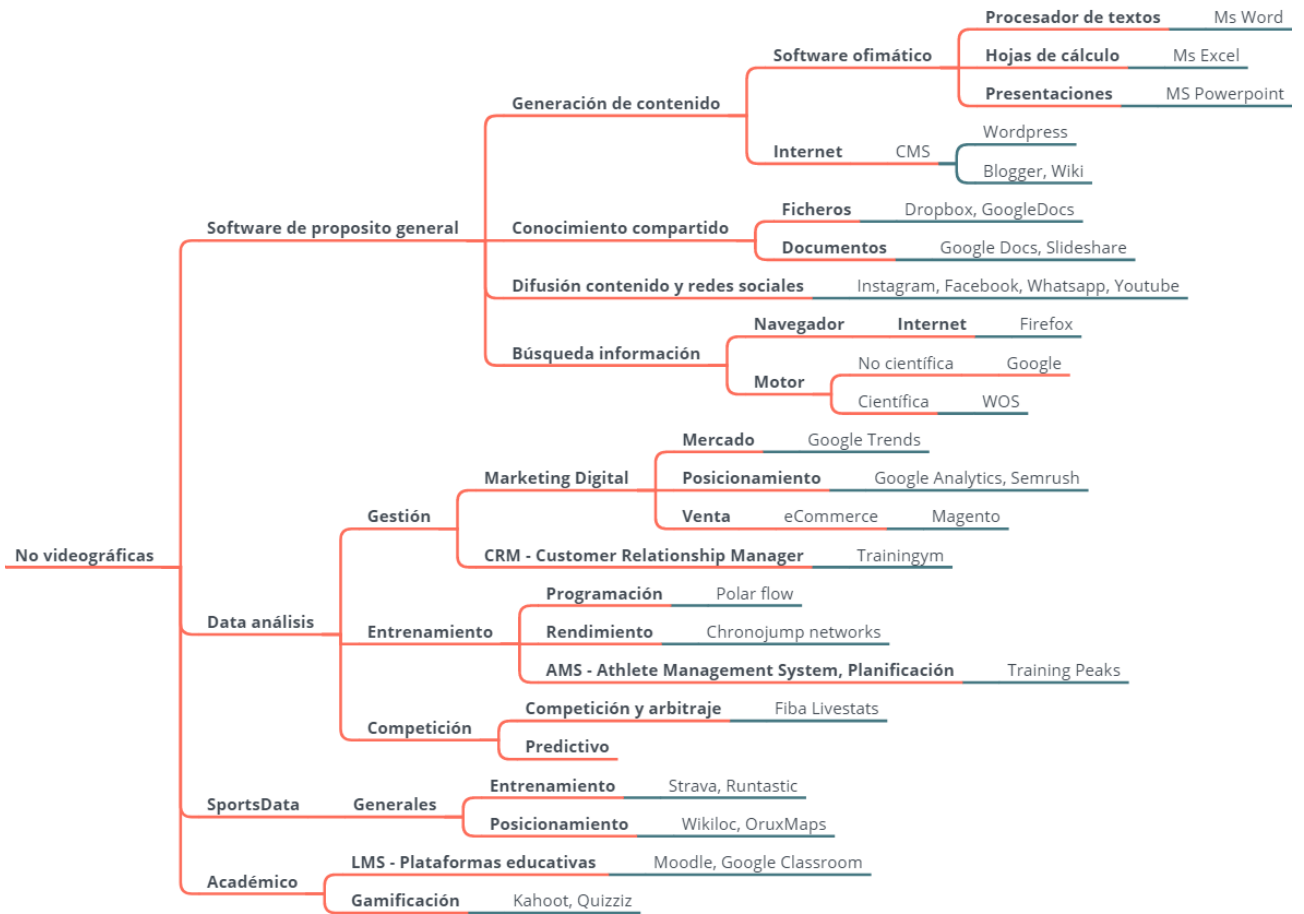 Procesador de textos Ms Word
Software ofimático Hojas de cálculo Ms Excel
Presentaciones MS Powerpoint
Generación de contenido
Wordpress
Internet CMS
Blogger, Wiki
Software de proposito general
Ficheros Dropbox, GoogleDocs
Conocimiento compartido
Documentos Google Docs, Slideshare
Difusión contenido y redes sociales Instagram, Facebook, Whatsapp, Youtube
Navegador Internet Firefox
Búsqueda información
No científica Google
Motor
Científica WOS
Mercado Google Trends
Marketing Digital Posicionamiento Google Analytics, Semrush
Gestión
Venta eCommerce Magento
No videográficas
CRM - Customer Relationship Manager Trainingym
Programación Polar flow
Data análisis
Entrenamiento Rendimiento Chronojump networks
AMS - Athlete Management System, Planificación Training Peaks
Competición y arbitraje Fiba Livestats
Competición
Predictivo
Entrenamiento Strava, Runtastic
SportsData Generales
Posicionamiento Wikiloc, OruxMaps
LMS - Plataformas educativas Moodle, Google Classroom
Académico
Gamificación Kahoot, Quizziz